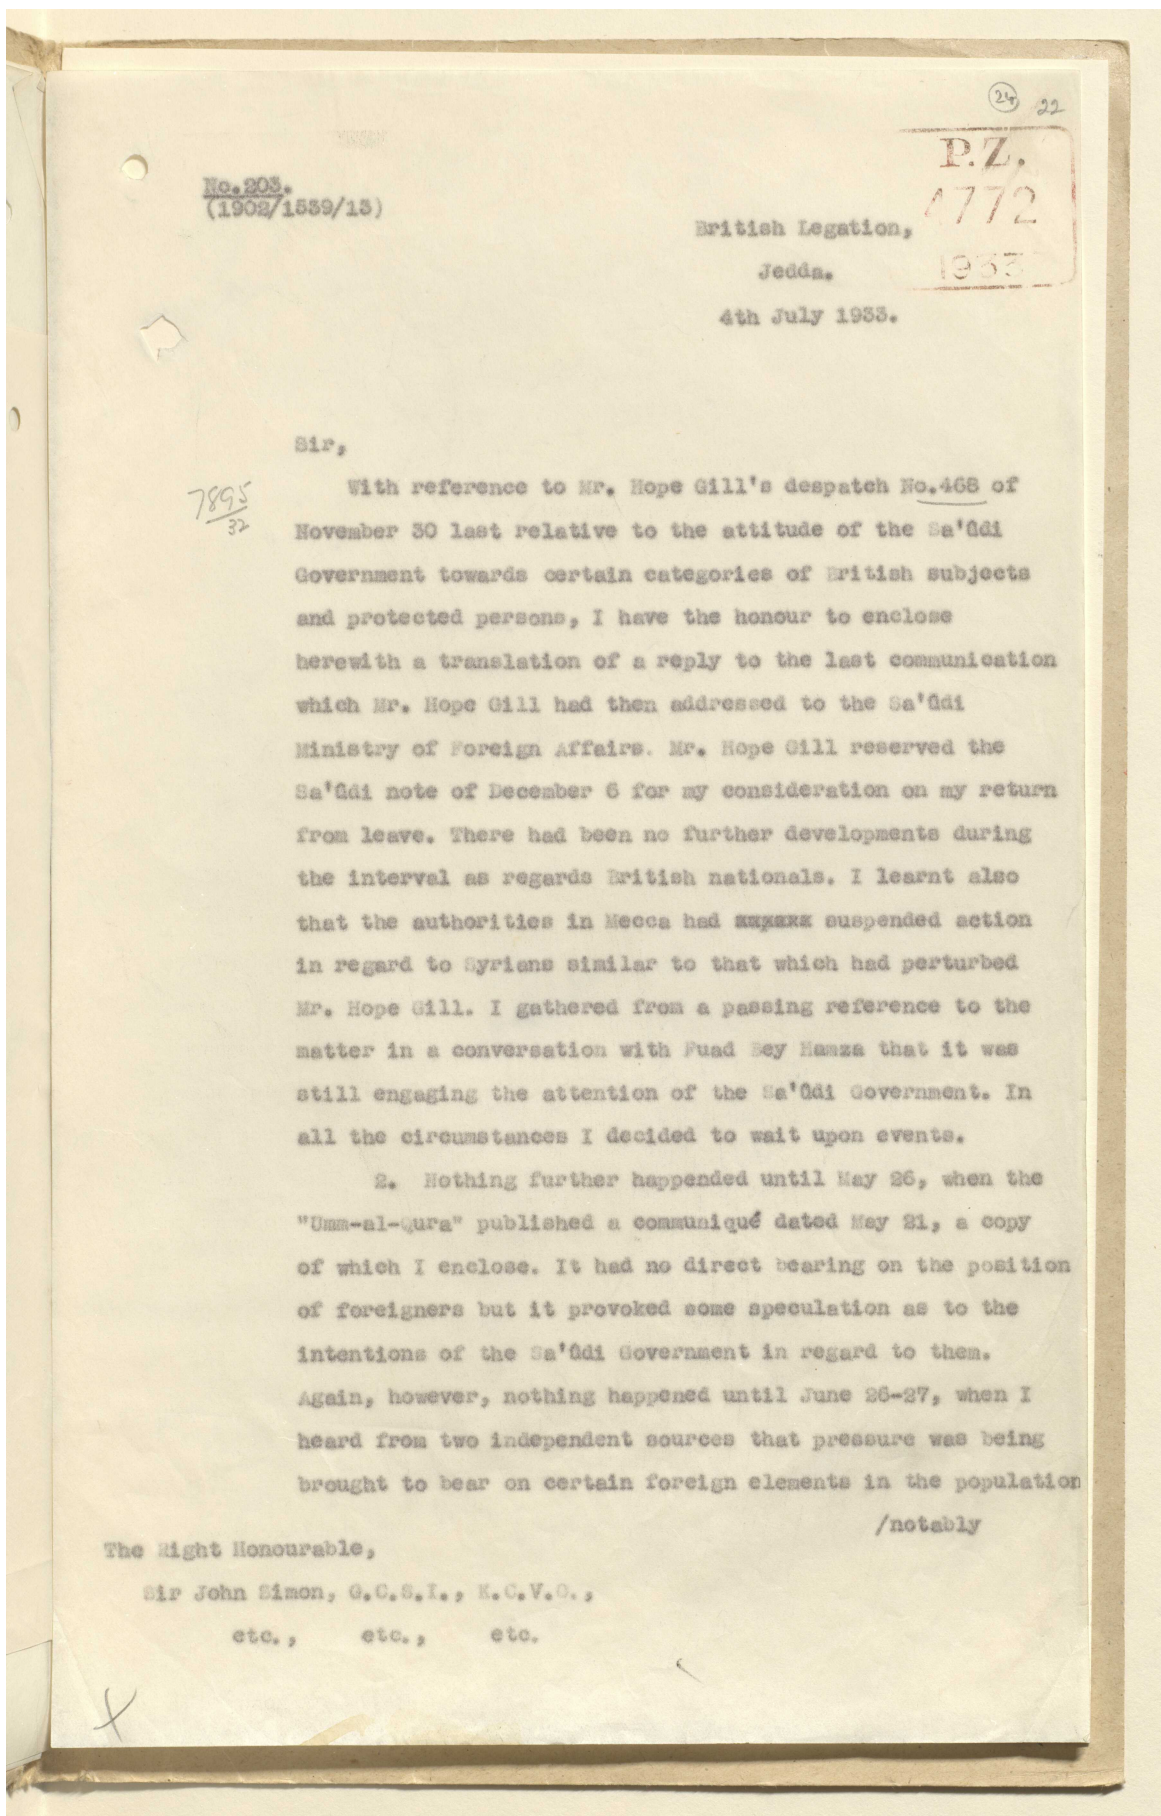 24 22
P.Z.
4772
1933
No.203.
(1902/1539/13)
British Legation,
Jedda.
4th July 1933.
Sir,
7895
32
With reference to Mr. Hope Gill's despatch No.468 of
November 30 last relative to the attitude of the Sa'ûdi
Government towards certain categories of British subjects
and protected persons, I have the honour to enclose
herewith a translation of a reply to the last communication
which Mr. Hope Gill had then addressed to the Sa'ûdi
Ministry of Foreign Affairs. Mr. Hope Gill reserved the
Sa'ûdi note of December 6 for my consideration on my return
from leave. There had been no further developments during
the interval as regards British nationals. I learnt also
that the authorities in Mecca had suspended action
in regard to Syrians similar to that which had perturbed
Mr. Hope Gill. I gathered from a passing reference to the
matter in a conversation with Fuad Bey Hamza that it was
still engaging the attention of the Sa'ûdi Government. In
all the circumstances I decided to wait upon events.
2. Nothing further happended until May 26, when the
"Umm-al-Qura" published a communiqué dated May 21, a copy
of which I enclose. It had no direct bearing on the position
of foreigners but it provoked some speculation as to the
intentions of the Sa'ûdi Government in regard to them.
Again, however, nothing happened until June 26-27, when I
heard from two independent sources that pressure was being
brought to bear on certain foreign elements in the population
/notably
The Right Honourable,
Sir John Simon, G.C.S.I., K.C.V.O.,
etc., etc., etc.